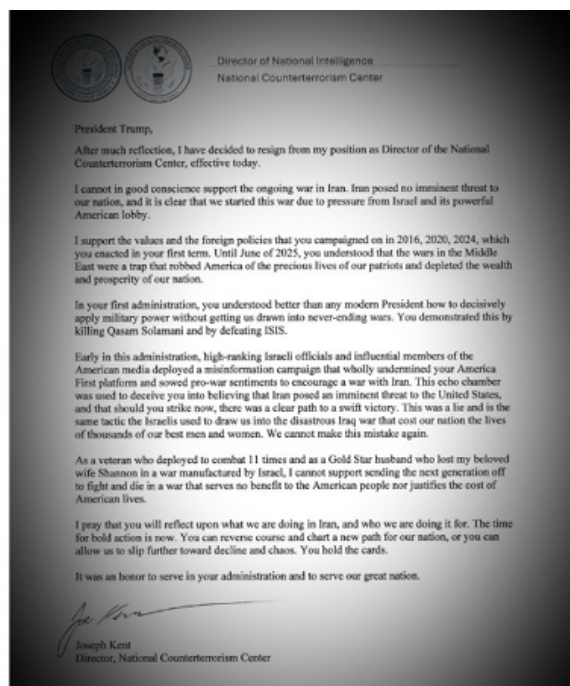 Director of National Intelligence
National Counterterrorism Center
President Trump,
After much reflection, I have decided to resign from my position as Director of the National
Counterterrorism Center, effective today.
I cannot in good conscience support the ongoing war in Iran. Iran posed no imminent threat to
our nation, and it is clear that we started this war due to pressure from Israel and its powerful
American lobby.
I support the values and the foreign policies that you campaigned on in 2016, 2020, 2024, which
you enacted in your first term. Until June of 2025, you understood that the wars in the Middle
East were a trap that robbed America of the precious lives of our patriots and depleted the wealth
and prosperity of our nation.
In your first administration, you understood better than any modern President how to decisively
apply military power without getting us drawn into never-ending wars. You demonstrated this by
killing Qasam Solamani and by defeating ISIS.
Early in this administration, high-ranking Israeli officials and influential members of the
American media deployed a misinformation campaign that wholly undermined your America
First platform and sowed pro-war sentiments to encourage a war with Iran. This echo chamber
was used to deceive you into believing that Iran posed an imminent threat to the United States,
and that should you strike now, there was a clear path to a swift victory. This was a lie and is the
same tactic the Israelis used to draw us into the disastrous Iraq war that cost our nation the lives
of thousands of our best men and women. We cannot make this mistake again.
As a veteran who deployed to combat 11 times and as a Gold Star husband who lost my beloved
wife Shannon in a war manufactured by Israel, I cannot support sending the next generation off
to fight and die in a war that serves no benefit to the American people nor justifies the cost of
American lives.
I pray that you will reflect upon what we are doing in Iran, and who we are doing it for. The time
for bold action is now. You can reverse course and chart a new path for our nation, or you can
allow us to slip further toward decline and chaos. You hold the cards.
It was an honor to serve in your administration and to serve our great nation.
Joseph Kent
Director, National Counterterrorism Center